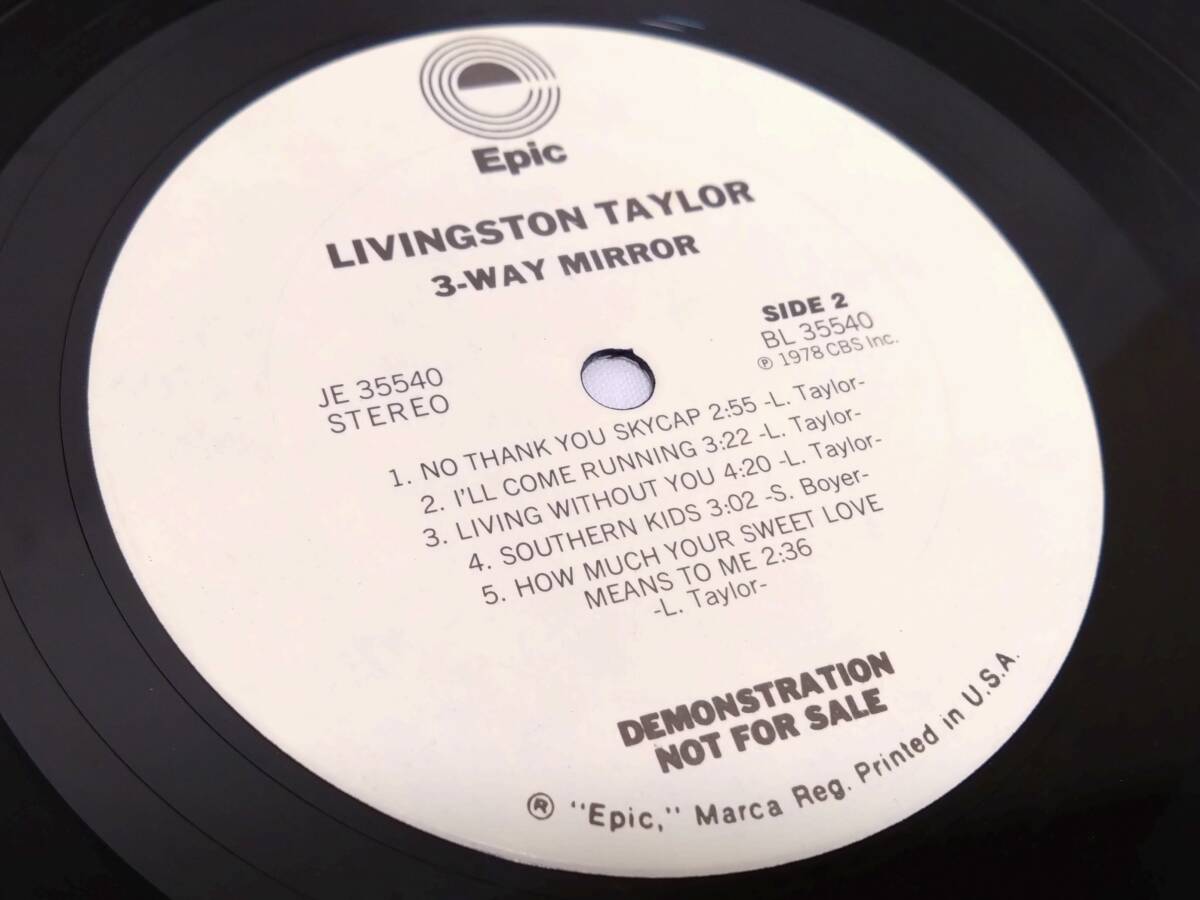 Epic
LIVINGSTON TAYLOR
3-WAY MIRROR
SIDE 2
BL 35540
℗ 1978 CBS Inc.
JE 35540
STEREO
1. NO THANK YOU SKYCAP 2:55 -L. Taylor-
2. I'LL COME RUNNING 3:22 -L. Taylor-
3. LIVING WITHOUT YOU 4:20 -L. Taylor-
4. SOUTHERN KIDS 3:02 -S. Boyer-
5. HOW MUCH YOUR SWEET LOVE
MEANS TO ME 2:36
-L. Taylor-
DEMONSTRATION
NOT FOR SALE
® "Epic," Marca Reg. Printed in U.S.A.